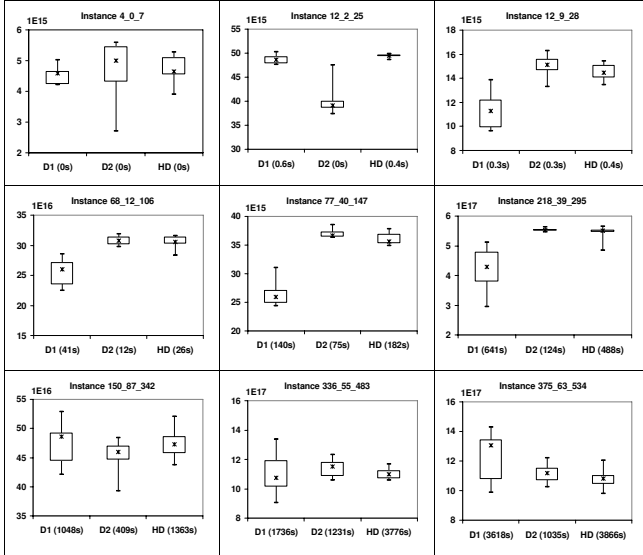 Instance 4_0_7
1E15
6
5
4
3
2
D1 (0s) D2 (0s) HD (0s)
Instance 12_2_25
1E15
55
50
45
40
35
30
D1 (0.6s) D2 (0s) HD (0.4s)
Instance 12_9_28
1E15
18
16
14
12
10
8
D1 (0.3s) D2 (0.3s) HD (0.4s)
Instance 68_12_106
1E16
35
30
25
20
15
D1 (41s) D2 (12s) HD (26s)
Instance 77_40_147
1E15
40
35
30
25
20
D1 (140s) D2 (75s) HD (182s)
Instance 218_39_295
1E17
6
5
4
3
2
D1 (641s) D2 (124s) HD (488s)
Instance 150_87_342
1E16
55
50
45
40
35
D1 (1048s) D2 (409s) HD (1363s)
Instance 336_55_483
1E17
16
14
12
10
8
D1 (1736s) D2 (1231s) HD (3776s)
Instance 375_63_534
1E17
16
14
12
10
8
D1 (3618s) D2 (1035s) HD (3866s)